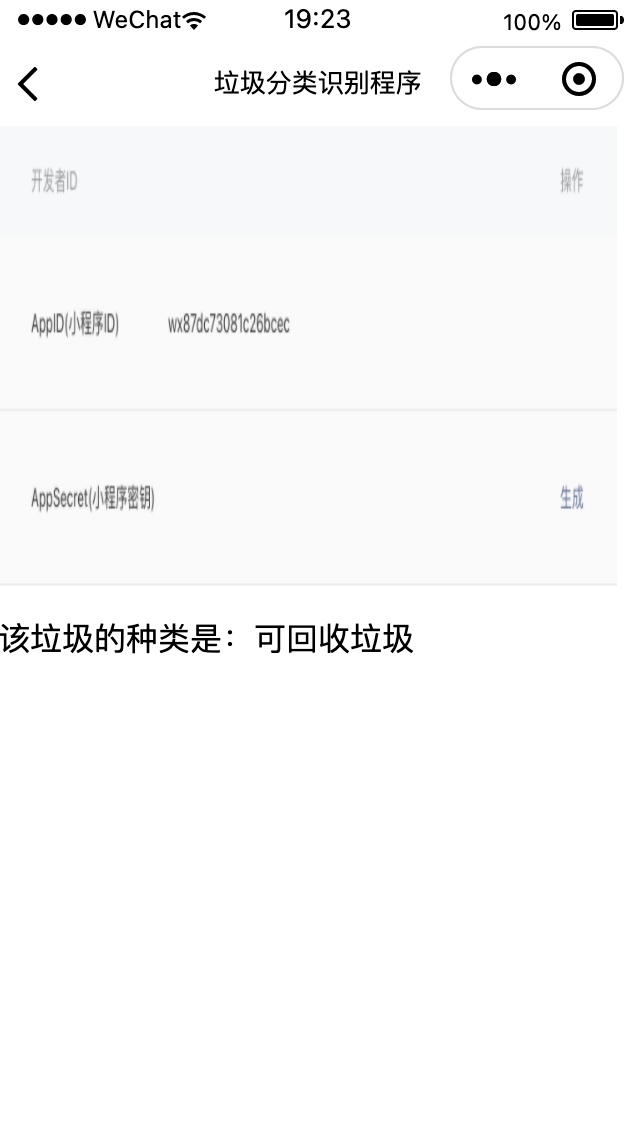 WeChat 19:23 100%
垃圾分类识别程序
开发者ID 操作
AppID(小程序ID) wx87dc73081c26bcec
AppSecret(小程序密钥) 生成
该垃圾的种类是：可回收垃圾